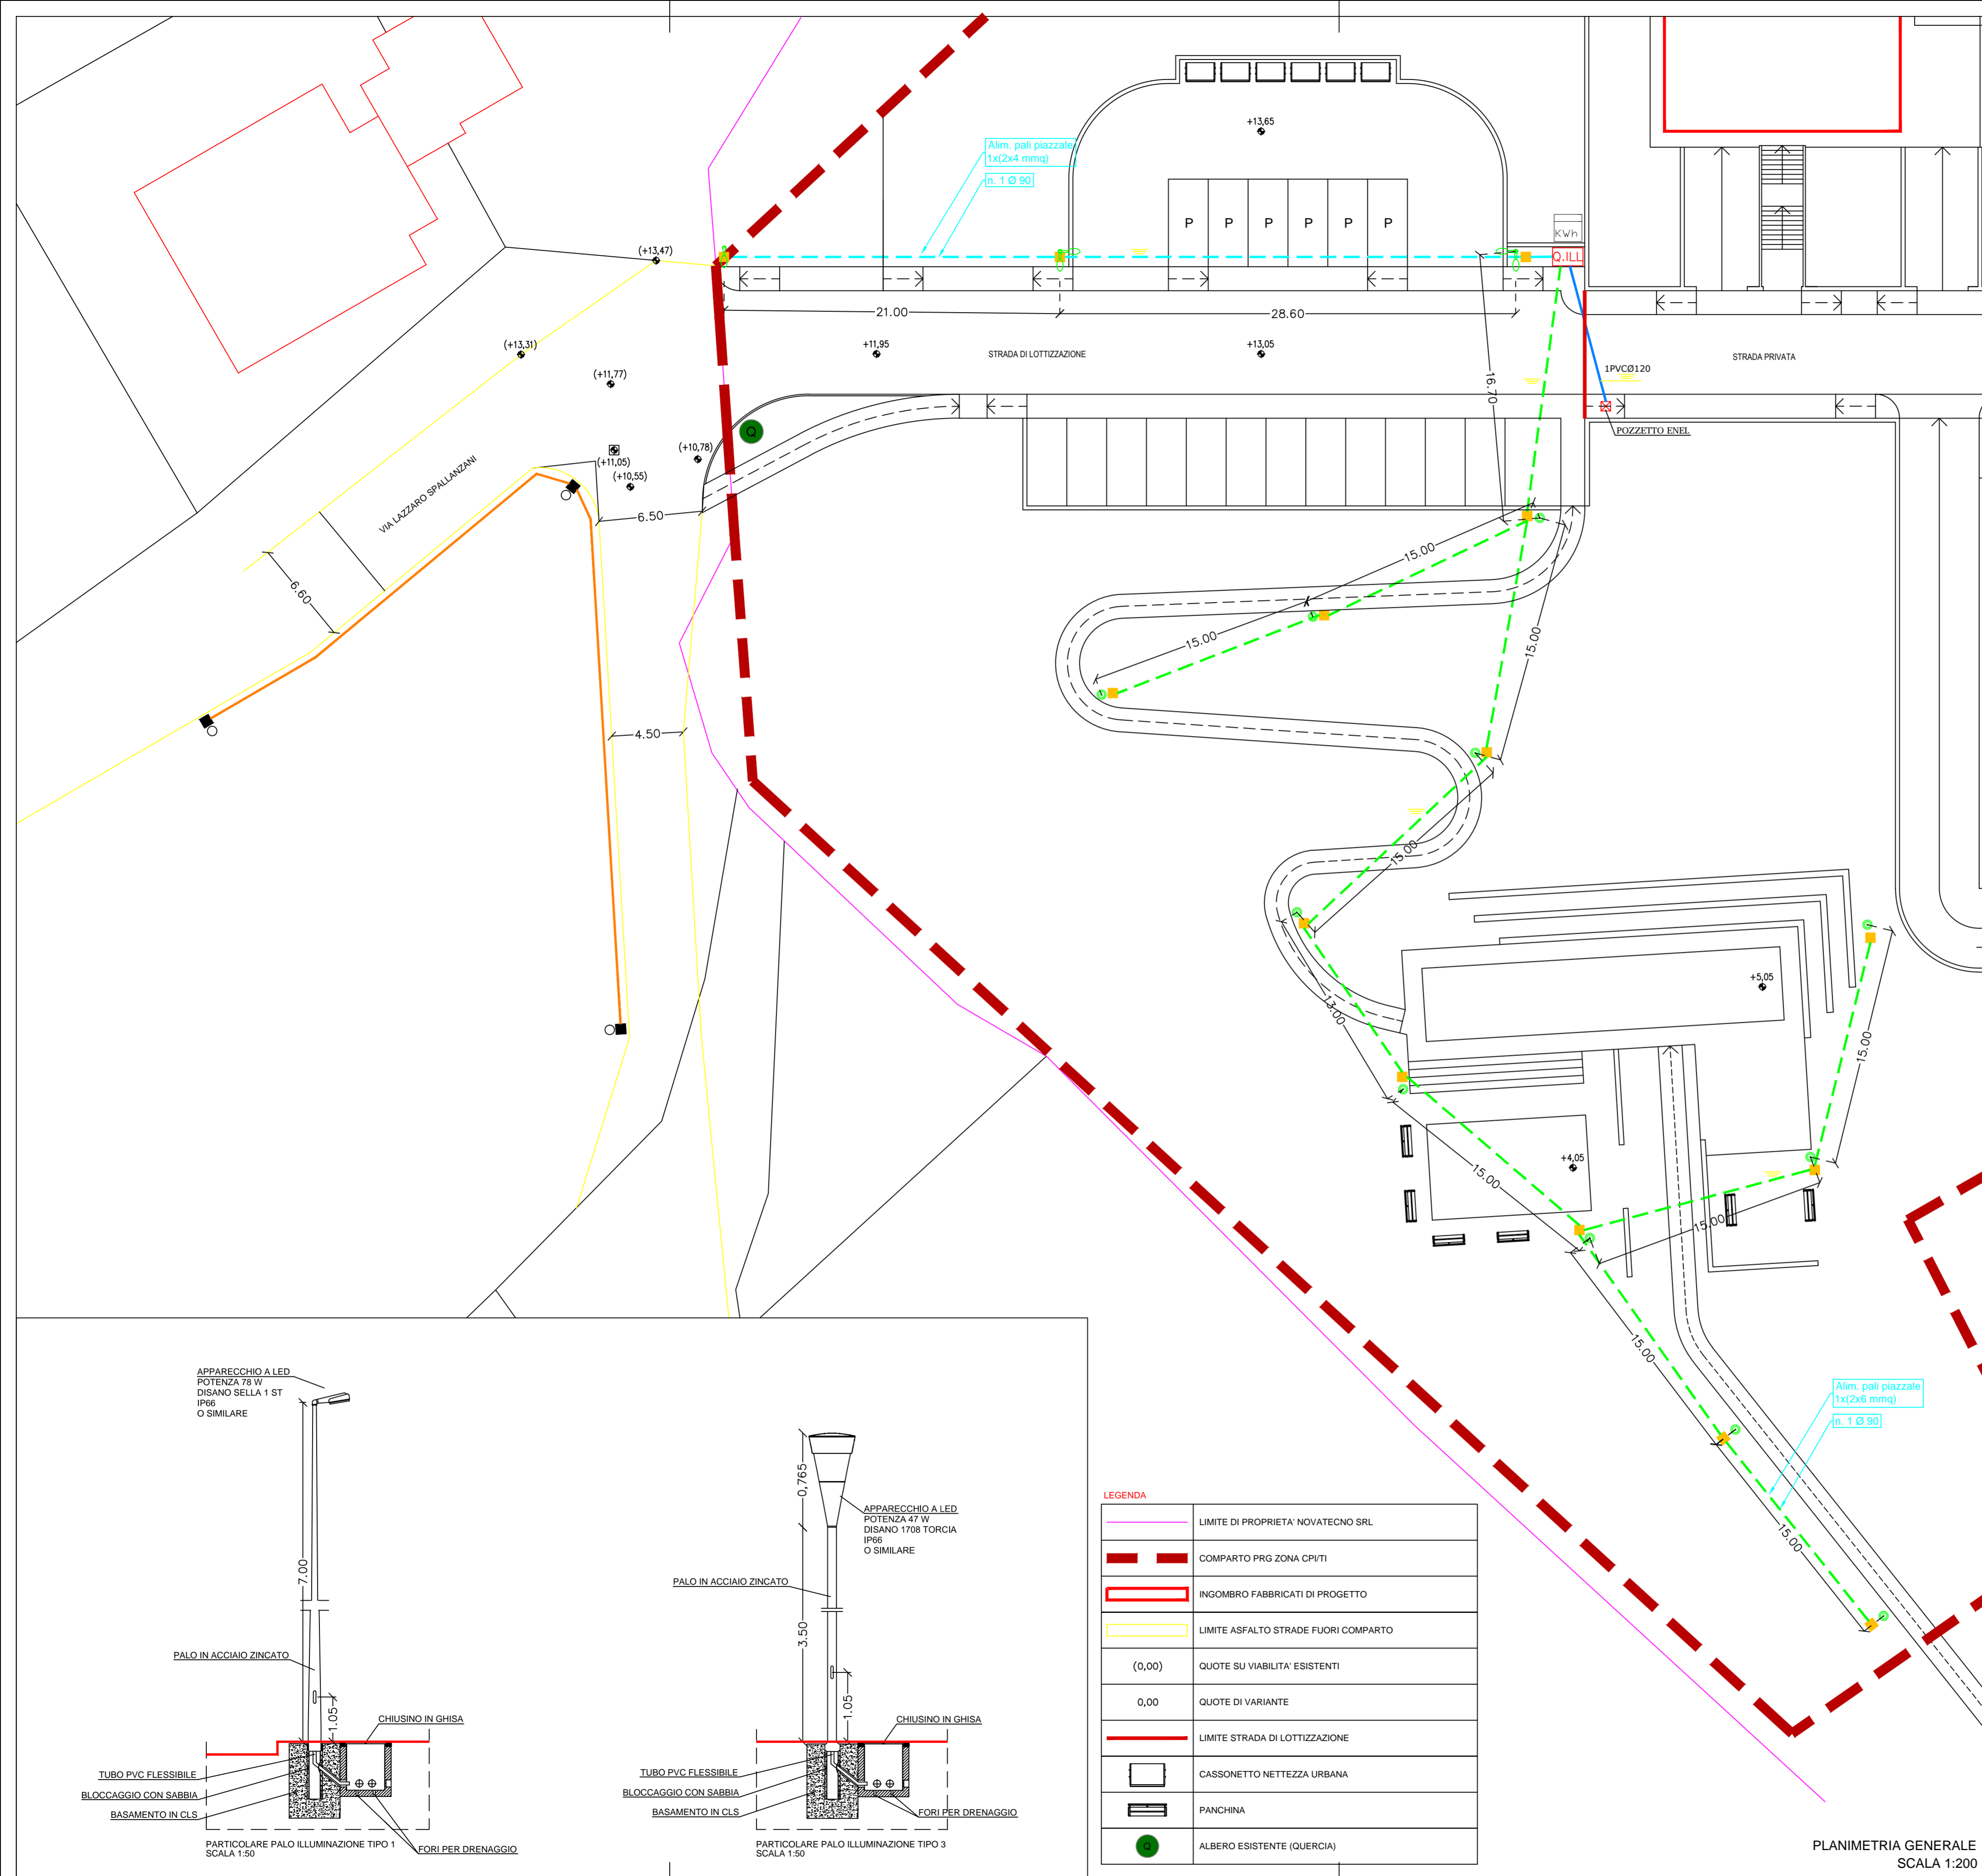 +13,65
Alim. pali piazzale
1x(2x4 mmq)
n. 1 Ø 90
P P P P P P
KWh
Q.ILL
(+13,47)
21.00
28.60
(+13,31)
+11,95
STRADA DI LOTTIZZAZIONE
+13,05
STRADA PRIVATA
1PVCØ120
(+11,77)
16.70
Q
POZZETTO ENEL
(+10,78)
(+11,05)
(+10,55)
VIA LAZZARO SPALLANZANI
6.50
15.00
6.60
15.00
15.00
4.50
15.00
+5,05
13.00
15.00
+4,05
15.00
15.00
15.00
Alim. pali piazzale
1x(2x6 mmq)
n. 1 Ø 90
15.00
APPARECCHIO A LED
POTENZA 78 W
DISANO SELLA 1 ST
IP66
O SIMILARE
7.00
PALO IN ACCIAIO ZINCATO
1.05
CHIUSINO IN GHISA
TUBO PVC FLESSIBILE
BLOCCAGGIO CON SABBIA
BASAMENTO IN CLS
FORI PER DRENAGGIO
PARTICOLARE PALO ILLUMINAZIONE TIPO 1
SCALA 1:50
0,765
APPARECCHIO A LED
POTENZA 47 W
DISANO 1708 TORCIA
IP66
O SIMILARE
PALO IN ACCIAIO ZINCATO
3.50
1.05
CHIUSINO IN GHISA
TUBO PVC FLESSIBILE
BLOCCAGGIO CON SABBIA
BASAMENTO IN CLS
FORI PER DRENAGGIO
PARTICOLARE PALO ILLUMINAZIONE TIPO 3
SCALA 1:50
LEGENDA
LIMITE DI PROPRIETA' NOVATECNO SRL
COMPARTO PRG ZONA CPI/TI
INGOMBRO FABBRICATI DI PROGETTO
LIMITE ASFALTO STRADE FUORI COMPARTO
(0,00) QUOTE SU VIABILITA' ESISTENTI
0,00 QUOTE DI VARIANTE
LIMITE STRADA DI LOTTIZZAZIONE
CASSONETTO NETTEZZA URBANA
PANCHINA
Q ALBERO ESISTENTE (QUERCIA)
PLANIMETRIA GENERALE
SCALA 1:200